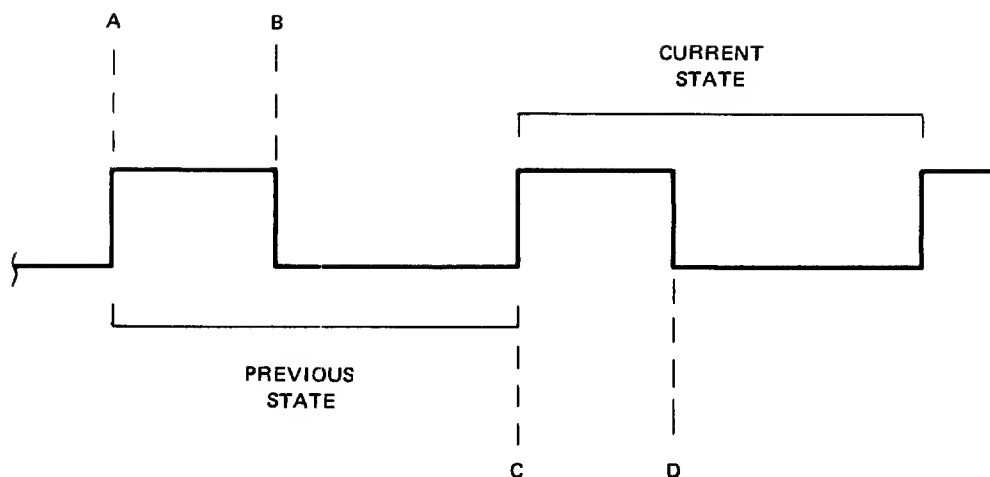 A
B
CURRENT
STATE
PREVIOUS
STATE
C
D